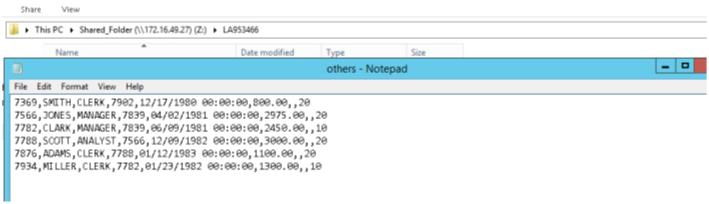 Share View
This PC Shared_Folder (\\172.16.49.27) (Z:) LA953466
Name Date modified Type Size
others - Notepad
File Edit Format View Help
7369,SMITH,CLERK,7902,12/17/1980 00:00:00,800.00,,20
7566,JONES,MANAGER,7839,04/02/1981 00:00:00,2975.00,,20
7782,CLARK,MANAGER,7839,06/09/1981 00:00:00,2450.00,,10
7788,SCOTT,ANALYST,7566,12/09/1982 00:00:00,3000.00,,20
7876,ADAMS,CLERK,7788,01/12/1983 00:00:00,1100.00,,20
7934,MILLER,CLERK,7782,01/23/1982 00:00:00,1300.00,,10